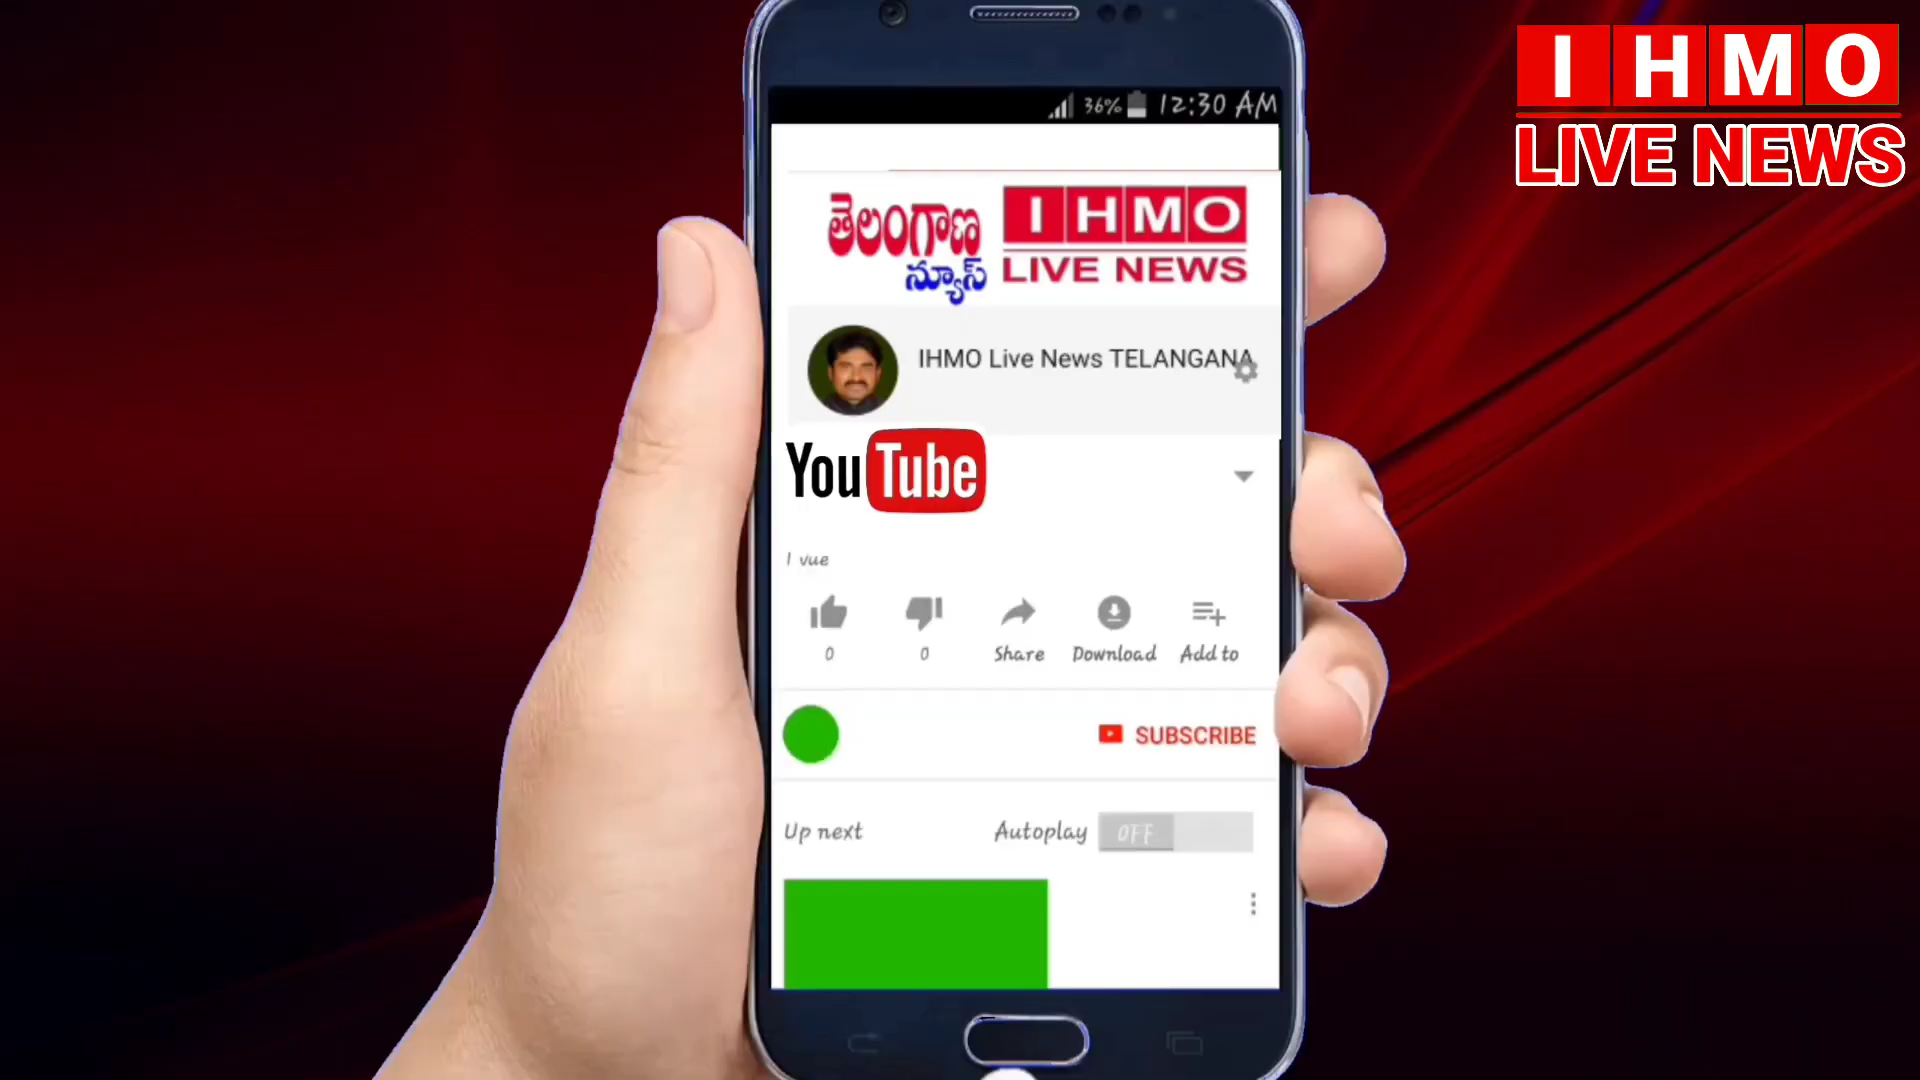 IHMO
LIVE NEWS
36% 12:30 AM
తెలంగాణ
న్యూస్
IHMO
LIVE NEWS
IHMO Live News TELANGANA
YouTube
1 vue
0 0 Share Download Add to
SUBSCRIBE
Up next Autoplay OFF